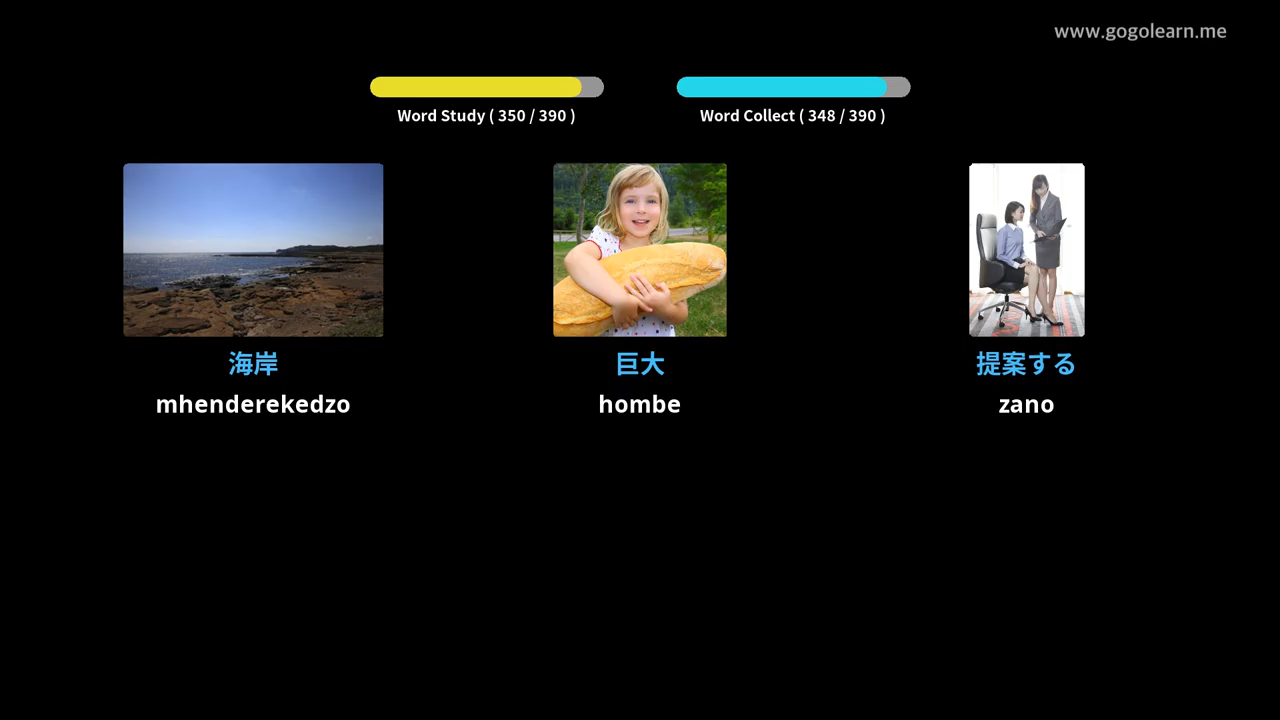 www.gogolearn.me
Word Study ( 350 / 390 )
Word Collect ( 348 / 390 )
海岸
巨大
提案する
mhenderekedzo
hombe
zano